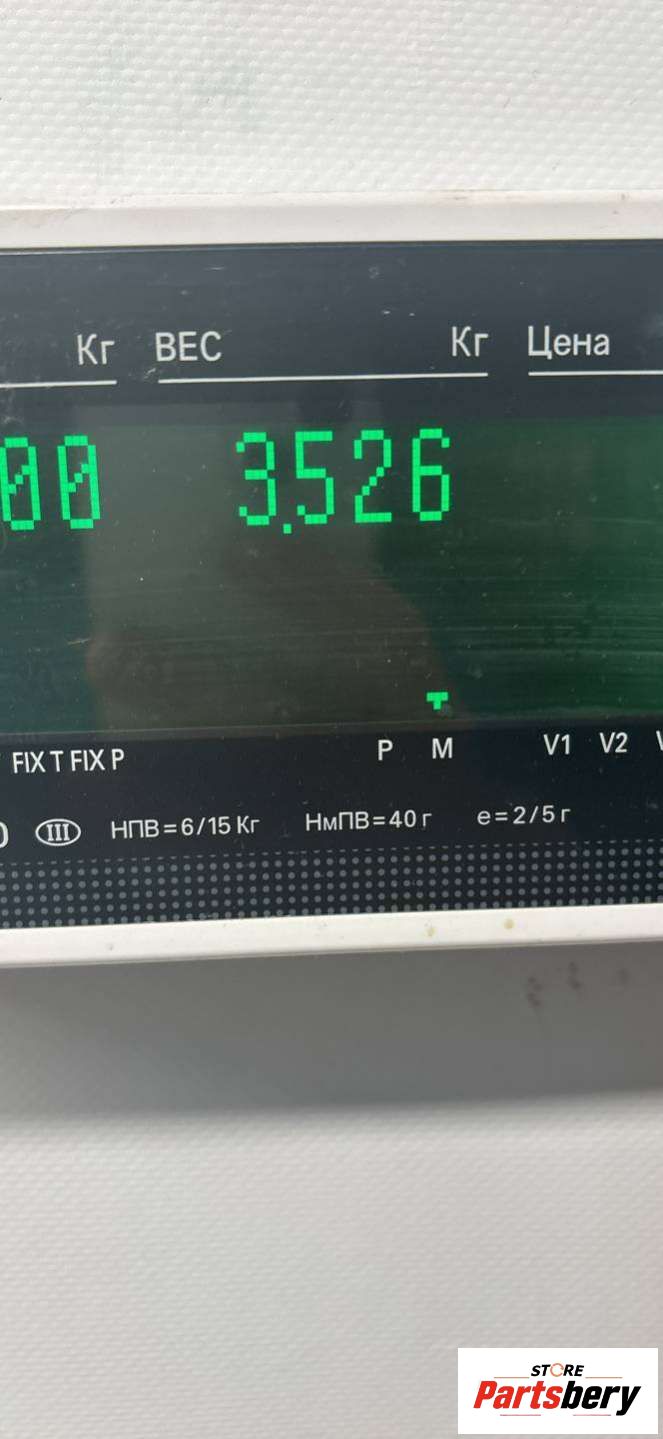 Кг ВЕС Кг Цена
00 3.526
FIX T FIX P P M V1 V2
III НПВ=6/15 Кг НмПВ=40 г e=2/5 г
STORE
Partsbery